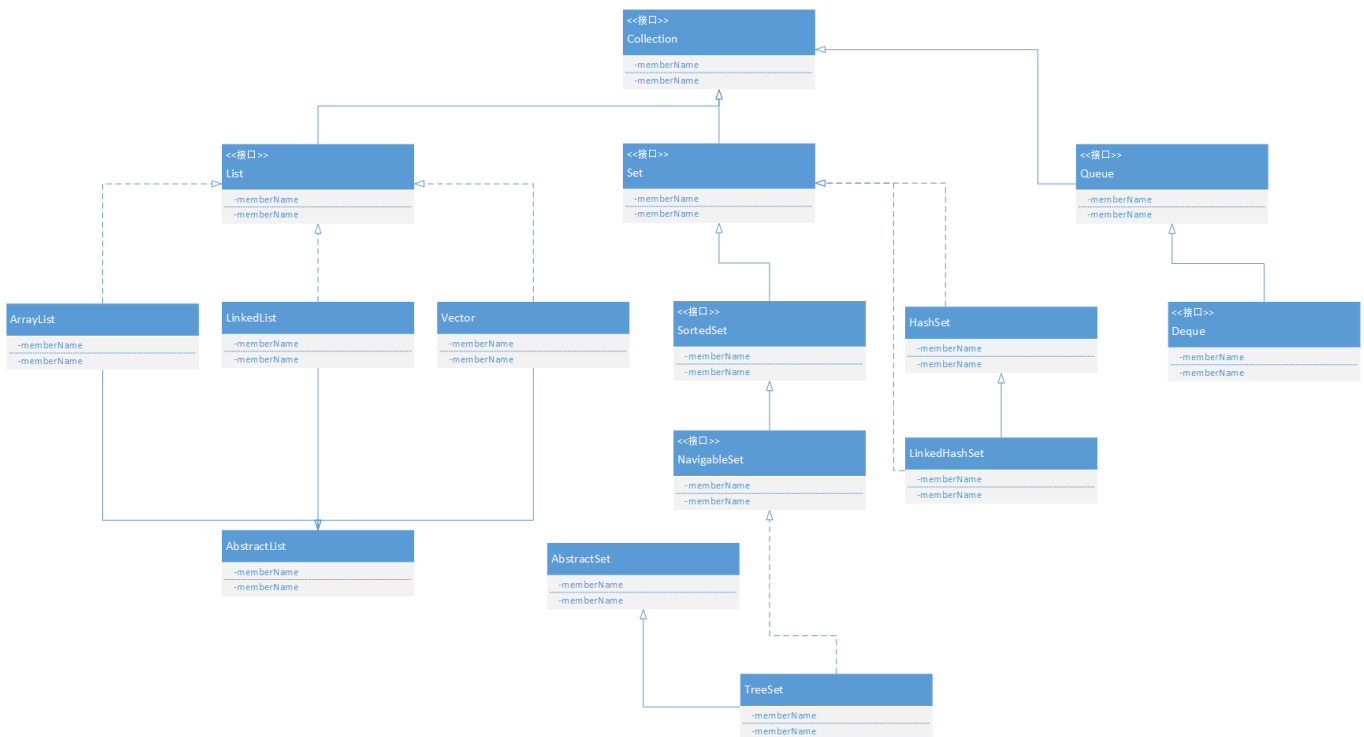 <<接口>>
Collection
-memberName
-memberName
<<接口>>
List
-memberName
-memberName
<<接口>>
Set
-memberName
-memberName
<<接口>>
Queue
-memberName
-memberName
ArrayList
-memberName
-memberName
LinkedList
-memberName
-memberName
Vector
-memberName
-memberName
<<接口>>
SortedSet
-memberName
-memberName
HashSet
-memberName
-memberName
<<接口>>
Deque
-memberName
-memberName
<<接口>>
NavigableSet
-memberName
-memberName
LinkedHashSet
-memberName
-memberName
AbstractList
-memberName
-memberName
AbstractSet
-memberName
-memberName
TreeSet
-memberName
-memberName